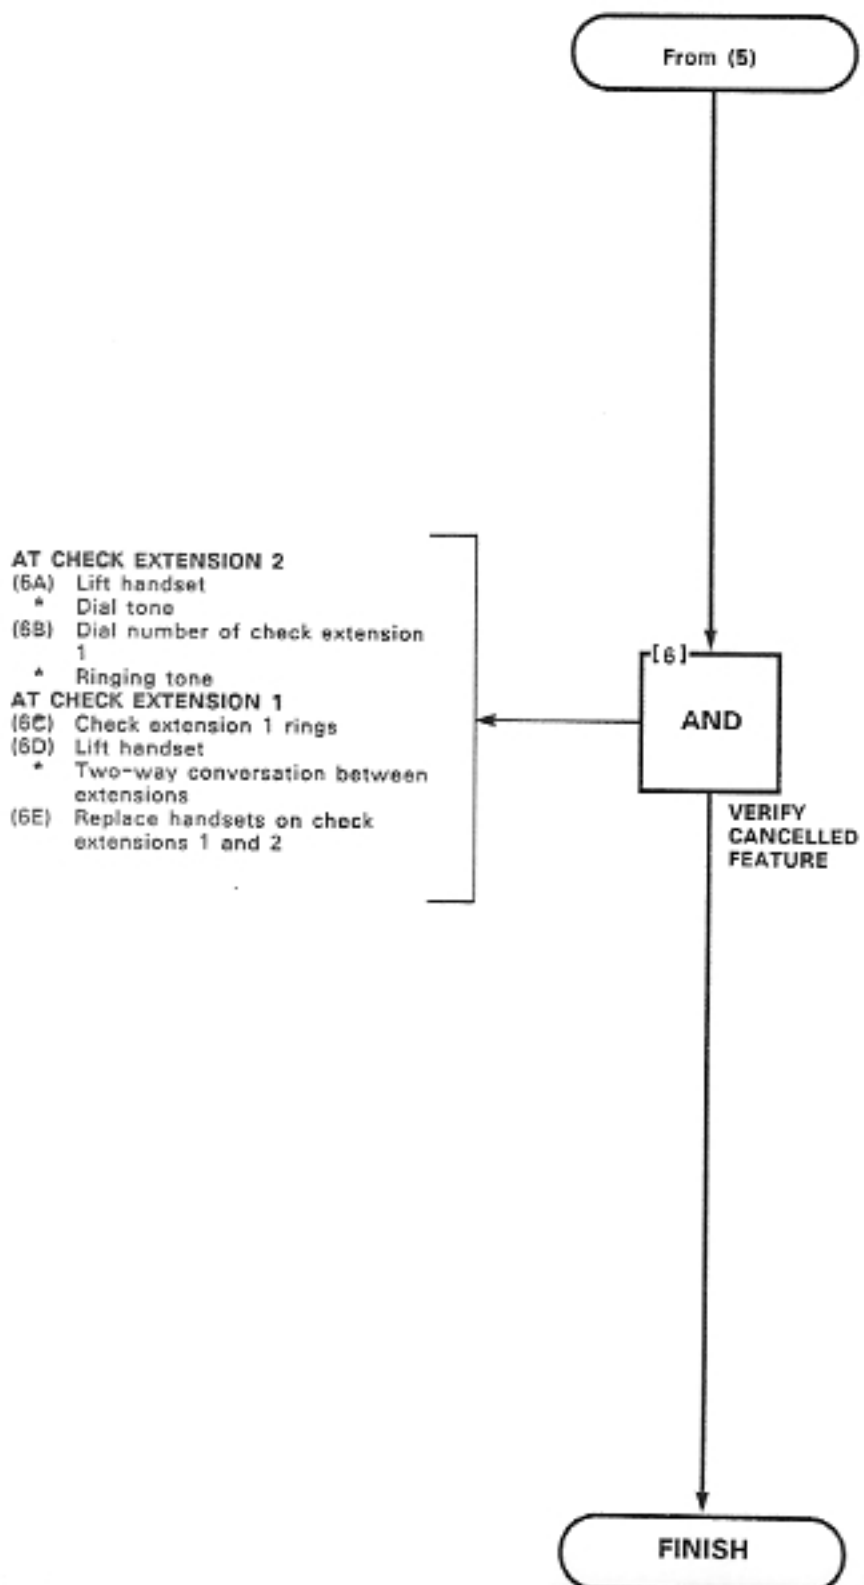 From (5)
AT CHECK EXTENSION 2
(6A) Lift handset
* Dial tone
(6B) Dial number of check extension
1
* Ringing tone
AT CHECK EXTENSION 1
(6C) Check extension 1 rings
(6D) Lift handset
* Two-way conversation between
extensions
(6E) Replace handsets on check
extensions 1 and 2
[6]
AND
VERIFY
CANCELLED
FEATURE
FINISH